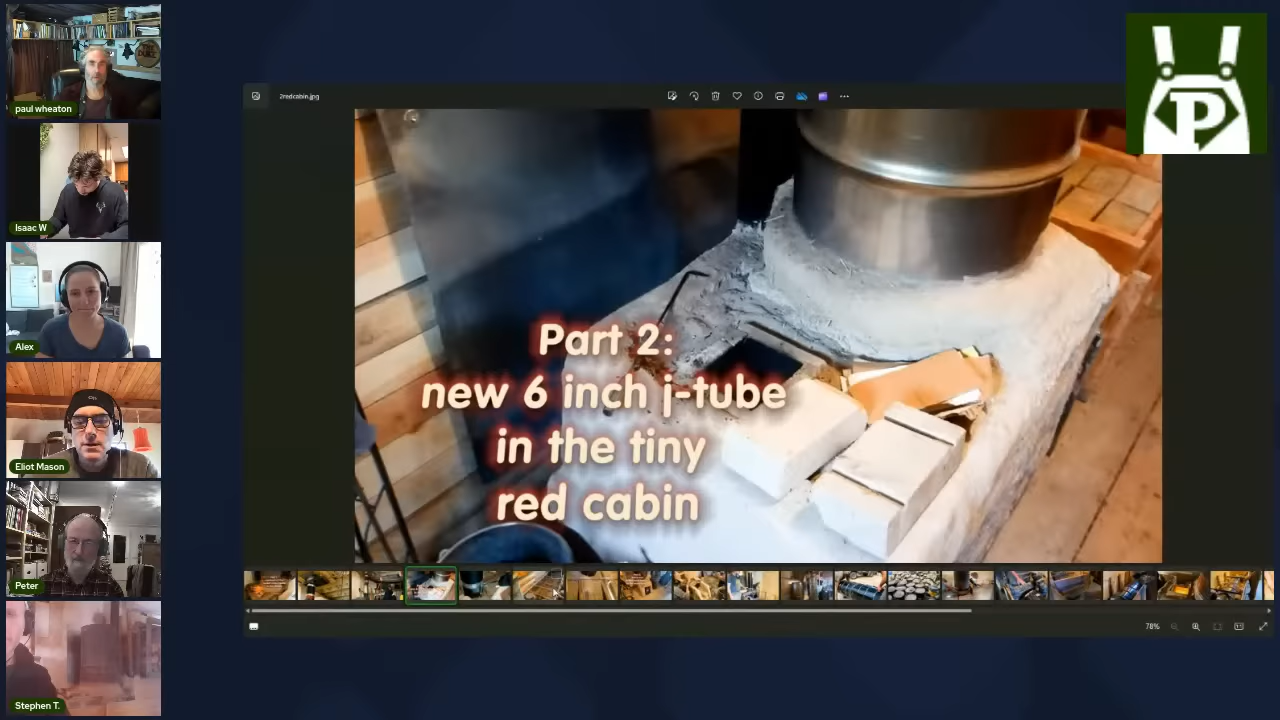 paul wheaton
Isaac W
Alex
Eliot Mason
Peter
Stephen T.
2redcabin.jpg
P
Part 2:
new 6 inch j-tube
in the tiny
red cabin
78%